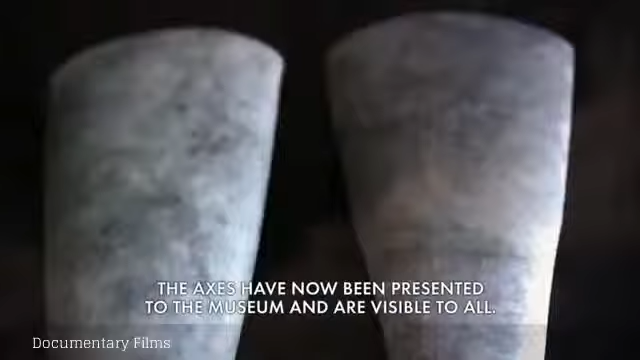 THE AXES HAVE NOW BEEN PRESENTED
TO THE MUSEUM AND ARE VISIBLE TO ALL.
Documentary Films